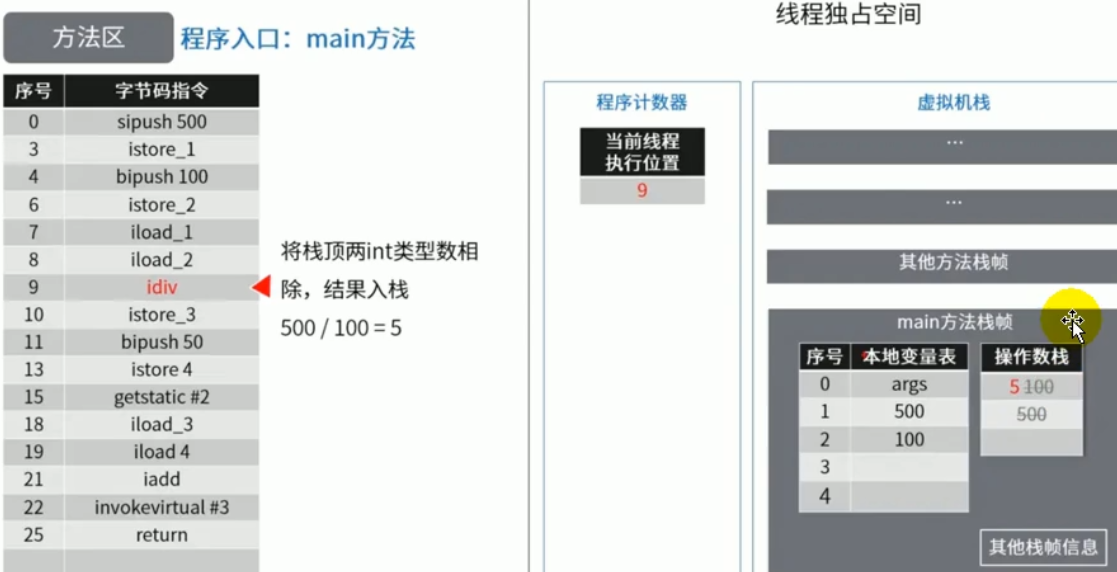 方法区
程序入口：main方法
序号 字节码指令
0 sipush 500
3 istore_1
4 bipush 100
6 istore_2
7 iload_1
8 iload_2
9 idiv
10 istore_3
11 bipush 50
13 istore 4
15 getstatic #2
18 iload_3
19 iload 4
21 iadd
22 invokevirtual #3
25 return
将栈顶两int类型数相
除，结果入栈
500 / 100 = 5
线程独占空间
程序计数器
当前线程
执行位置
9
虚拟机栈
...
...
其他方法栈帧
main方法栈帧
序号 本地变量表
0 args
1 500
2 100
3
4
操作数栈
5 100
500
其他栈帧信息